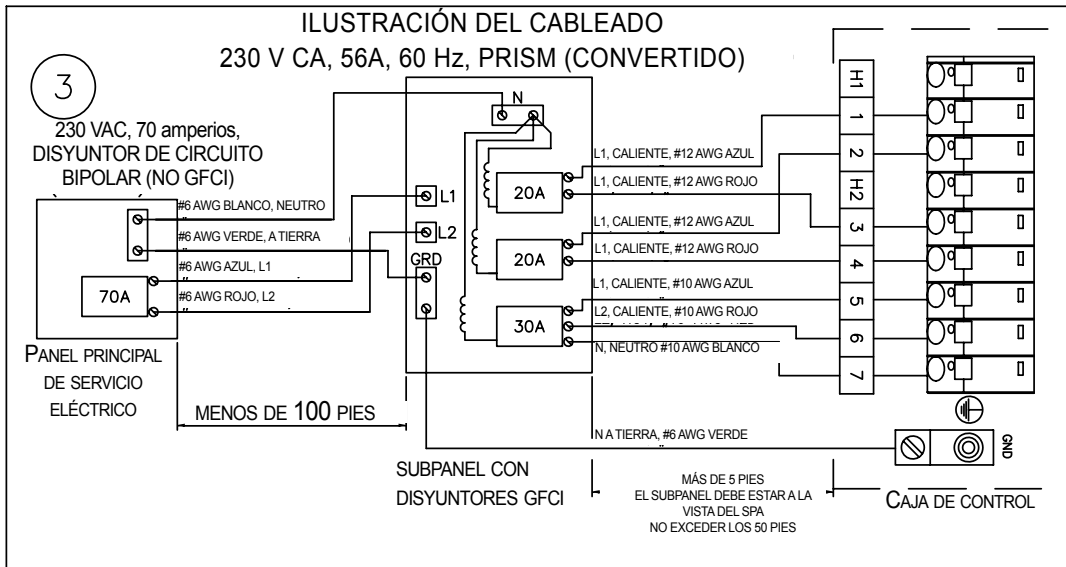 ILUSTRACIÓN DEL CABLEADO
230 V CA, 56A, 60 Hz, PRISM (CONVERTIDO)
3
230 VAC, 70 amperios,
DISYUNTOR DE CIRCUITO
BIPOLAR (NO GFCI)
#6 AWG BLANCO, NEUTRO
#6 AWG VERDE, A TIERRA
#6 AWG AZUL, L1
#6 AWG ROJO, L2
70A
PANEL PRINCIPAL
DE SERVICIO
ELÉCTRICO
MENOS DE 100 PIES
N
L1
L2
GRD
20A
20A
30A
SUBPANEL CON
DISYUNTORES GFCI
L1, CALIENTE, #12 AWG AZUL
L1, CALIENTE, #12 AWG ROJO
L1, CALIENTE, #12 AWG AZUL
L1, CALIENTE, #12 AWG ROJO
L1, CALIENTE, #10 AWG AZUL
L2, CALIENTE, #10 AWG ROJO
N, NEUTRO #10 AWG BLANCO
N A TIERRA, #6 AWG VERDE
MÁS DE 5 PIES
EL SUBPANEL DEBE ESTAR A LA
VISTA DEL SPA
NO EXCEDER LOS 50 PIES
H1
1
2
H2
3
4
5
6
7
GND
CAJA DE CONTROL